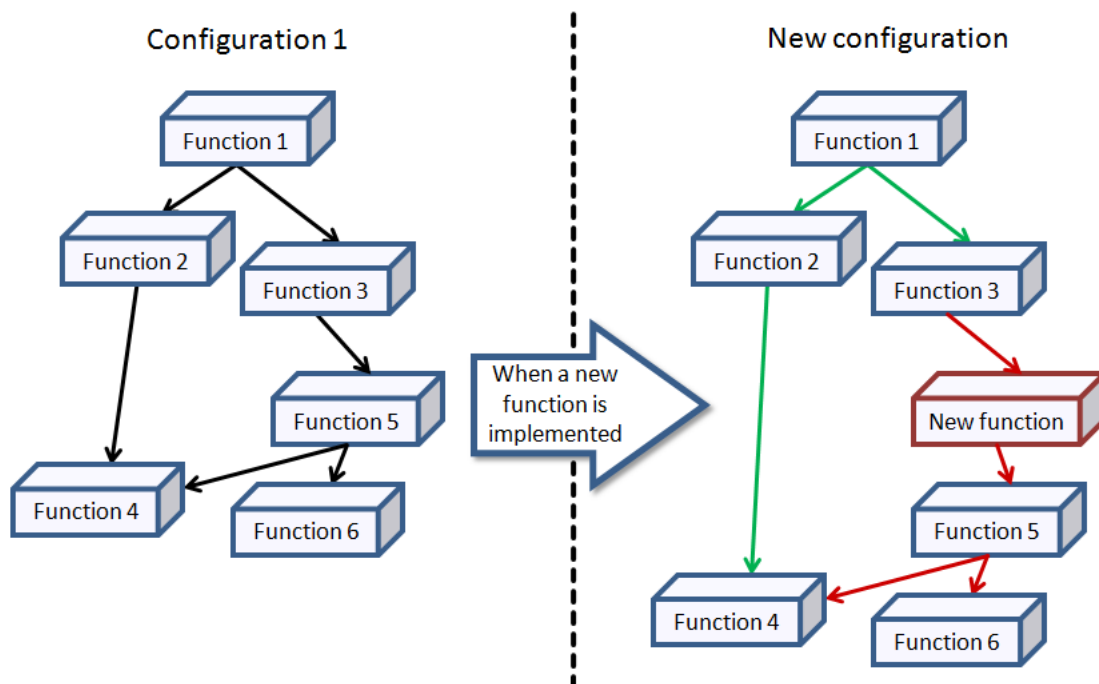 Configuration 1
Function 1
Function 2
Function 3
Function 5
Function 4
Function 6
When a new
function is
implemented
New configuration
Function 1
Function 2
Function 3
New function
Function 5
Function 4
Function 6